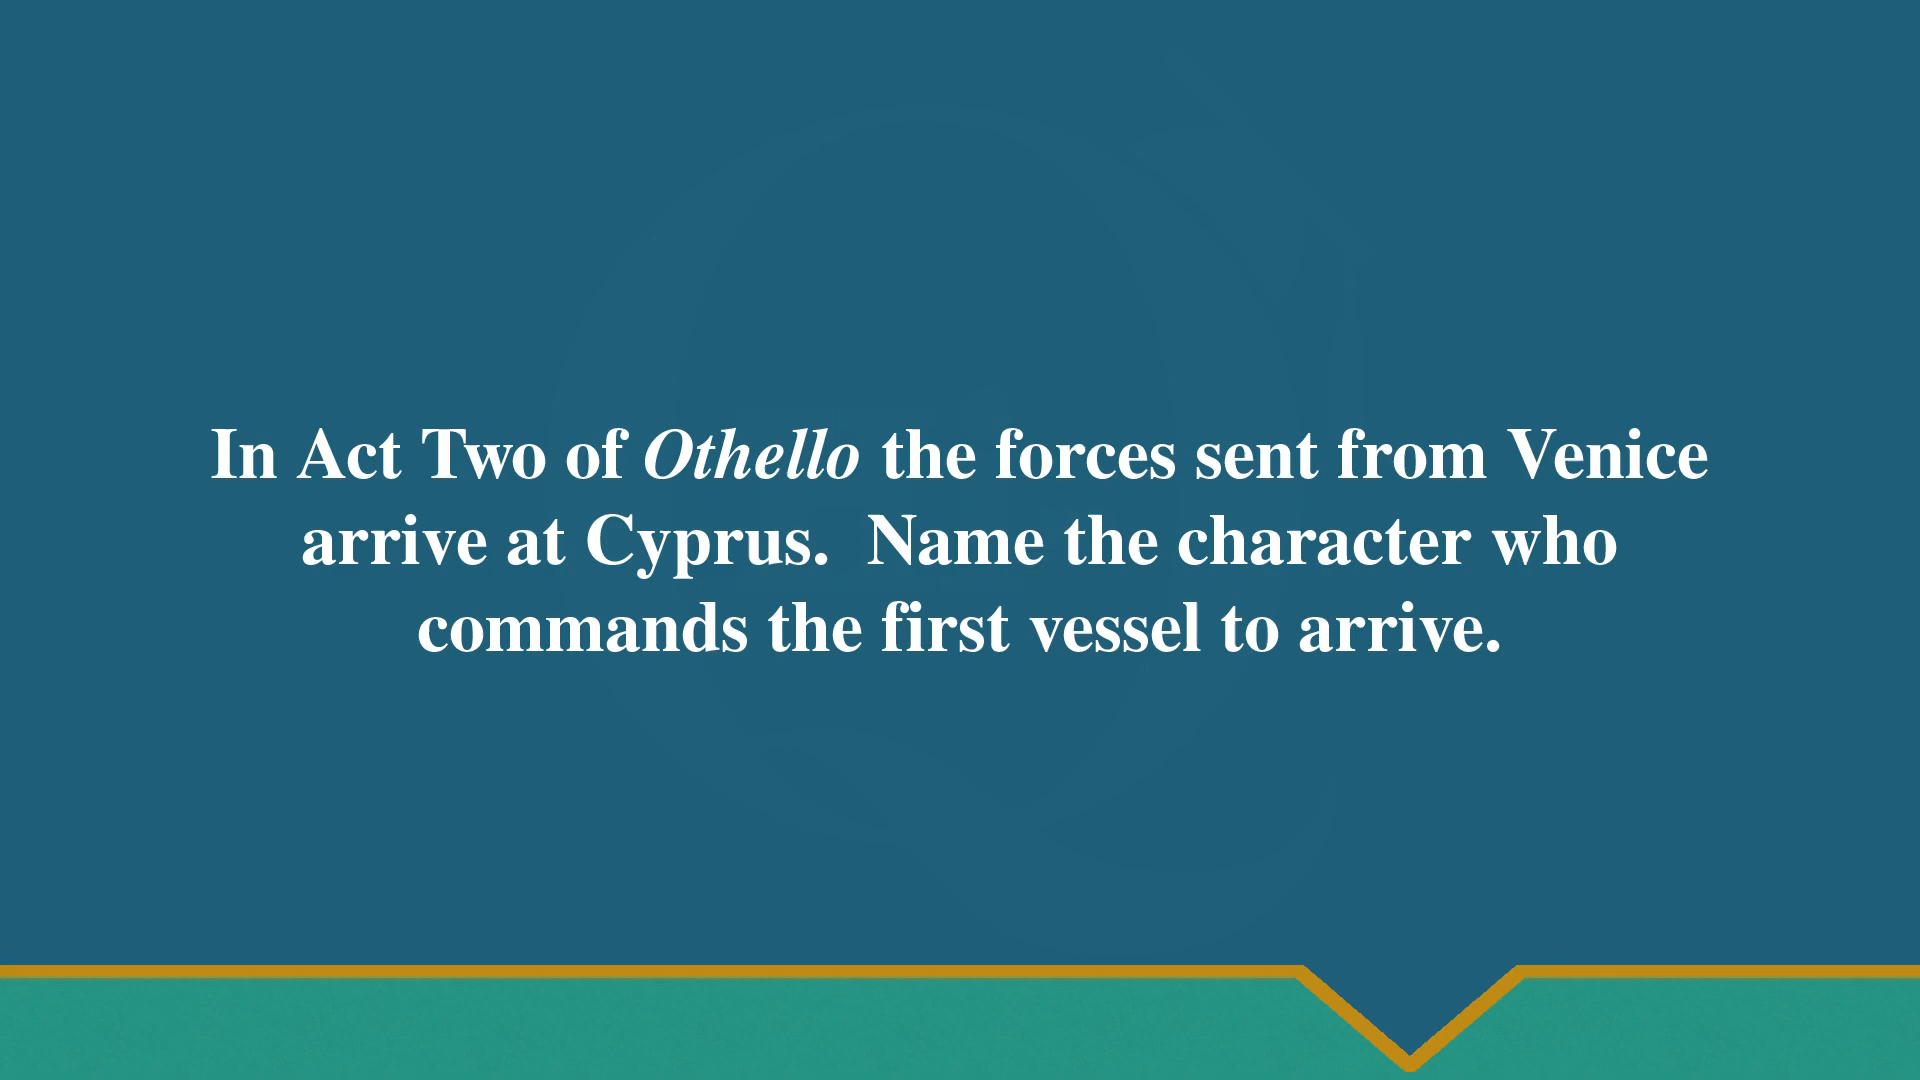 In Act Two of Othello the forces sent from Venice
arrive at Cyprus.  Name the character who
commands the first vessel to arrive.